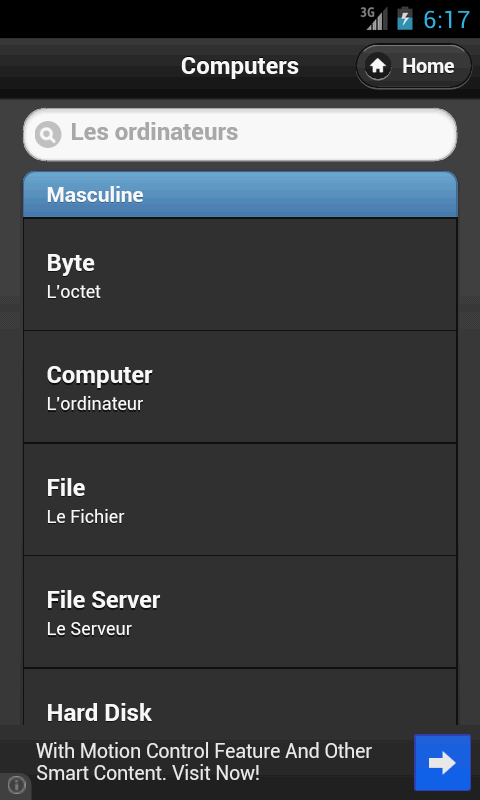 3G 6:17
Computers
Home
Les ordinateurs
Masculine
Byte
L'octet
Computer
L'ordinateur
File
Le Fichier
File Server
Le Serveur
Hard Disk
With Motion Control Feature And Other
Smart Content. Visit Now!